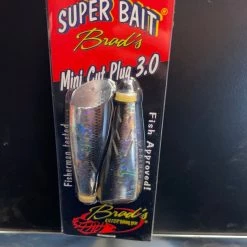 SUPER BAIT
Brad's
Mini Cut Plug 3.0
Fisherman tested
Fish Approved!
Brad's